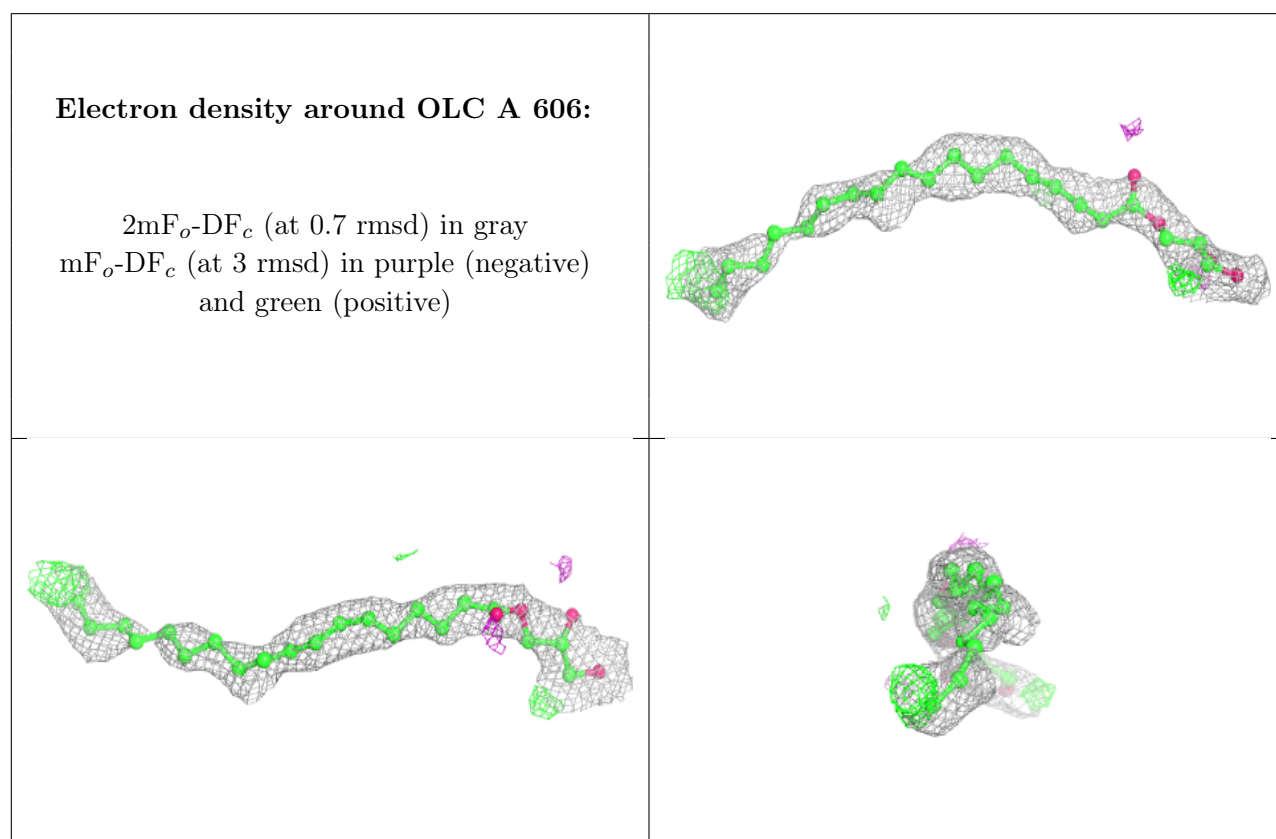 Electron density around OLC A 606:
2mFo-DFc (at 0.7 rmsd) in gray
mFo-DFc (at 3 rmsd) in purple (negative)
and green (positive)